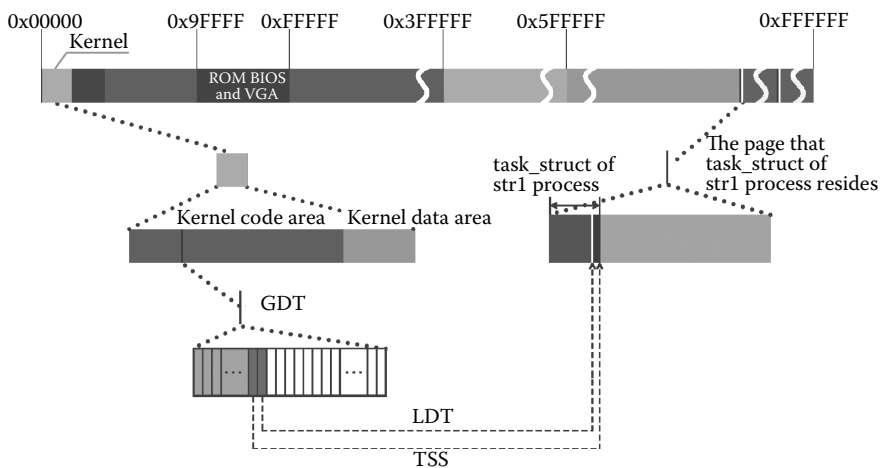 0x00000 0x9FFFF 0xFFFFF 0x3FFFFF 0x5FFFFF 0xFFFFFF
Kernel
ROM BIOS
and VGA
task_struct of
str1 process
The page that
task_struct of
str1 process resides
Kernel code area Kernel data area
GDT
... ...
LDT
TSS